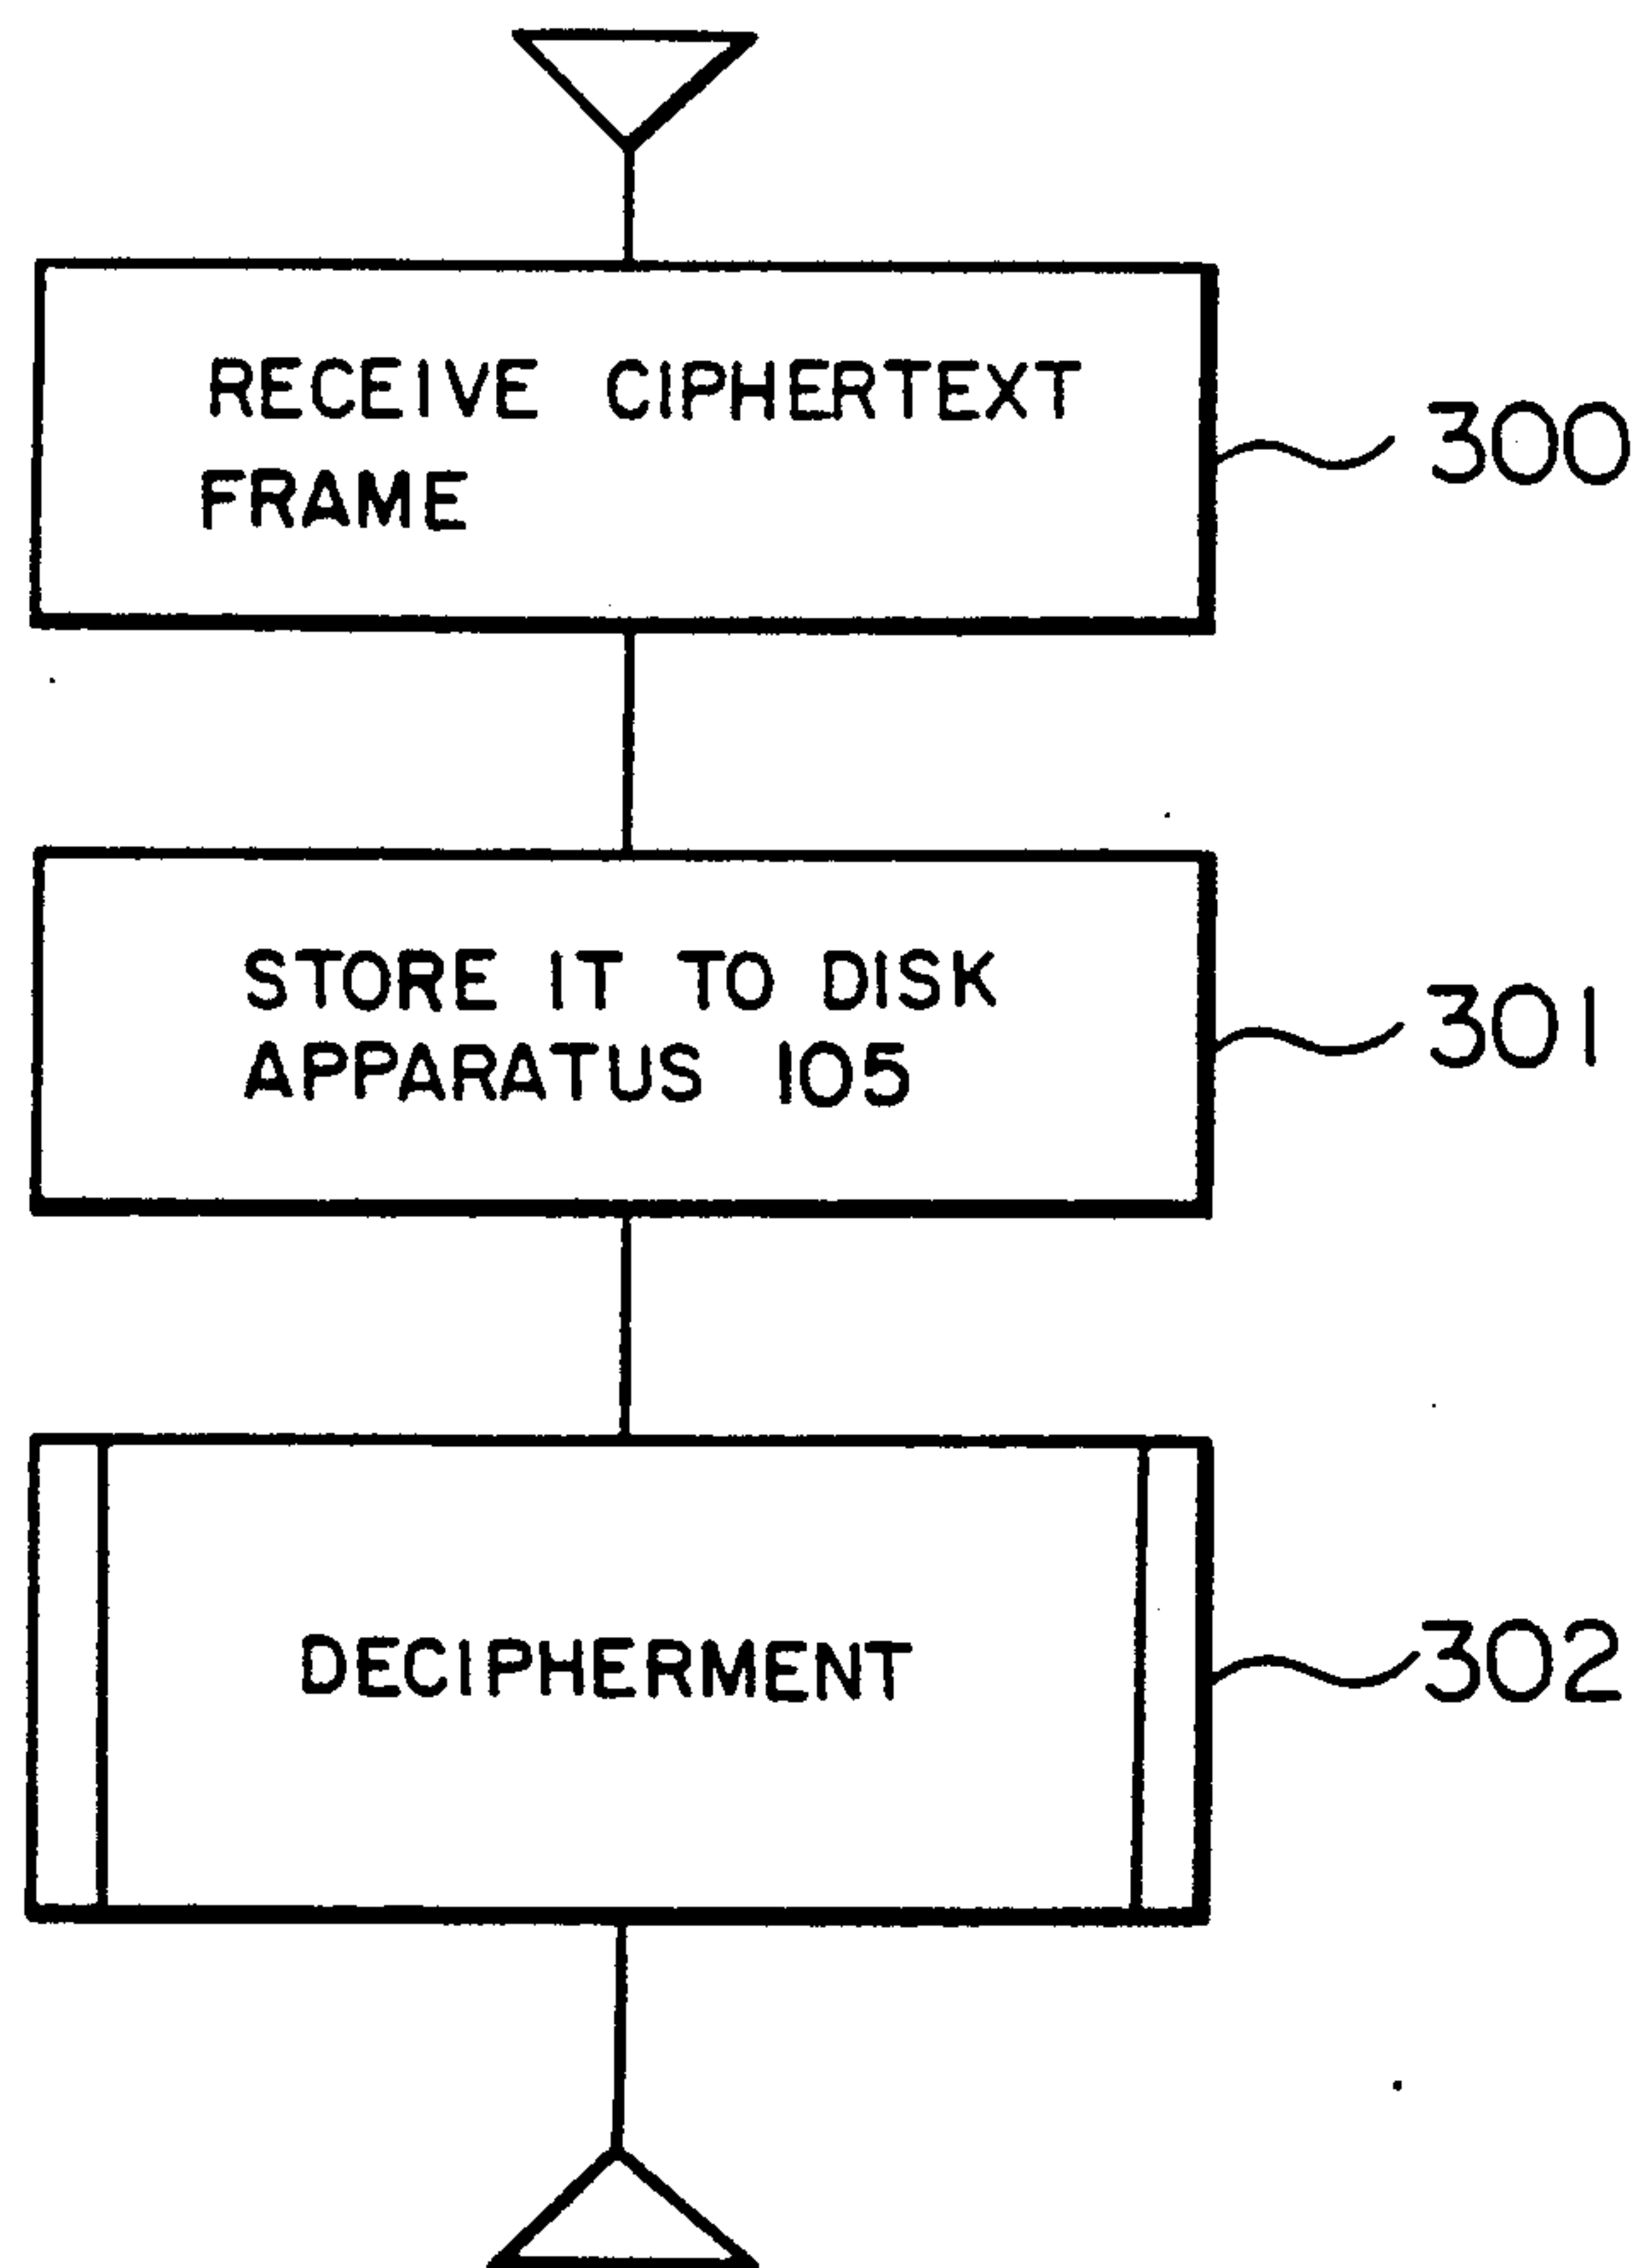 RECEIVE CIPHERTEXT
FRAME
300
STORE IT TO DISK
APPARATUS 105
301
DECIPHERMENT
302